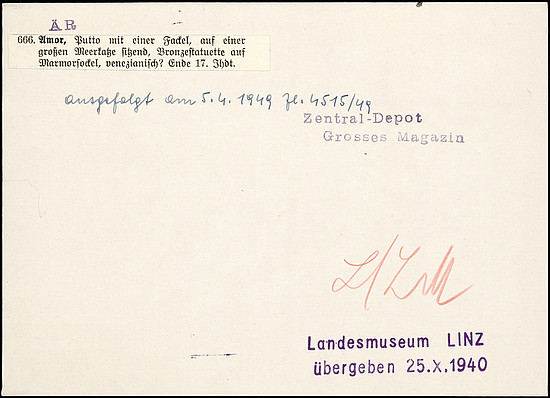 ÄR
666. Amor, Putto mit einer Fackel, auf einer
großen Meerkatze sitzend, Bronzestatuette auf
Marmorsockel, venezianisch? Ende 17. Jhdt.
ausgefolgt am 5.4.1949 Zl. 4515/49
Zentral-Depot
Grosses Magazin
Landesmuseum LINZ
übergeben 25.X.1940